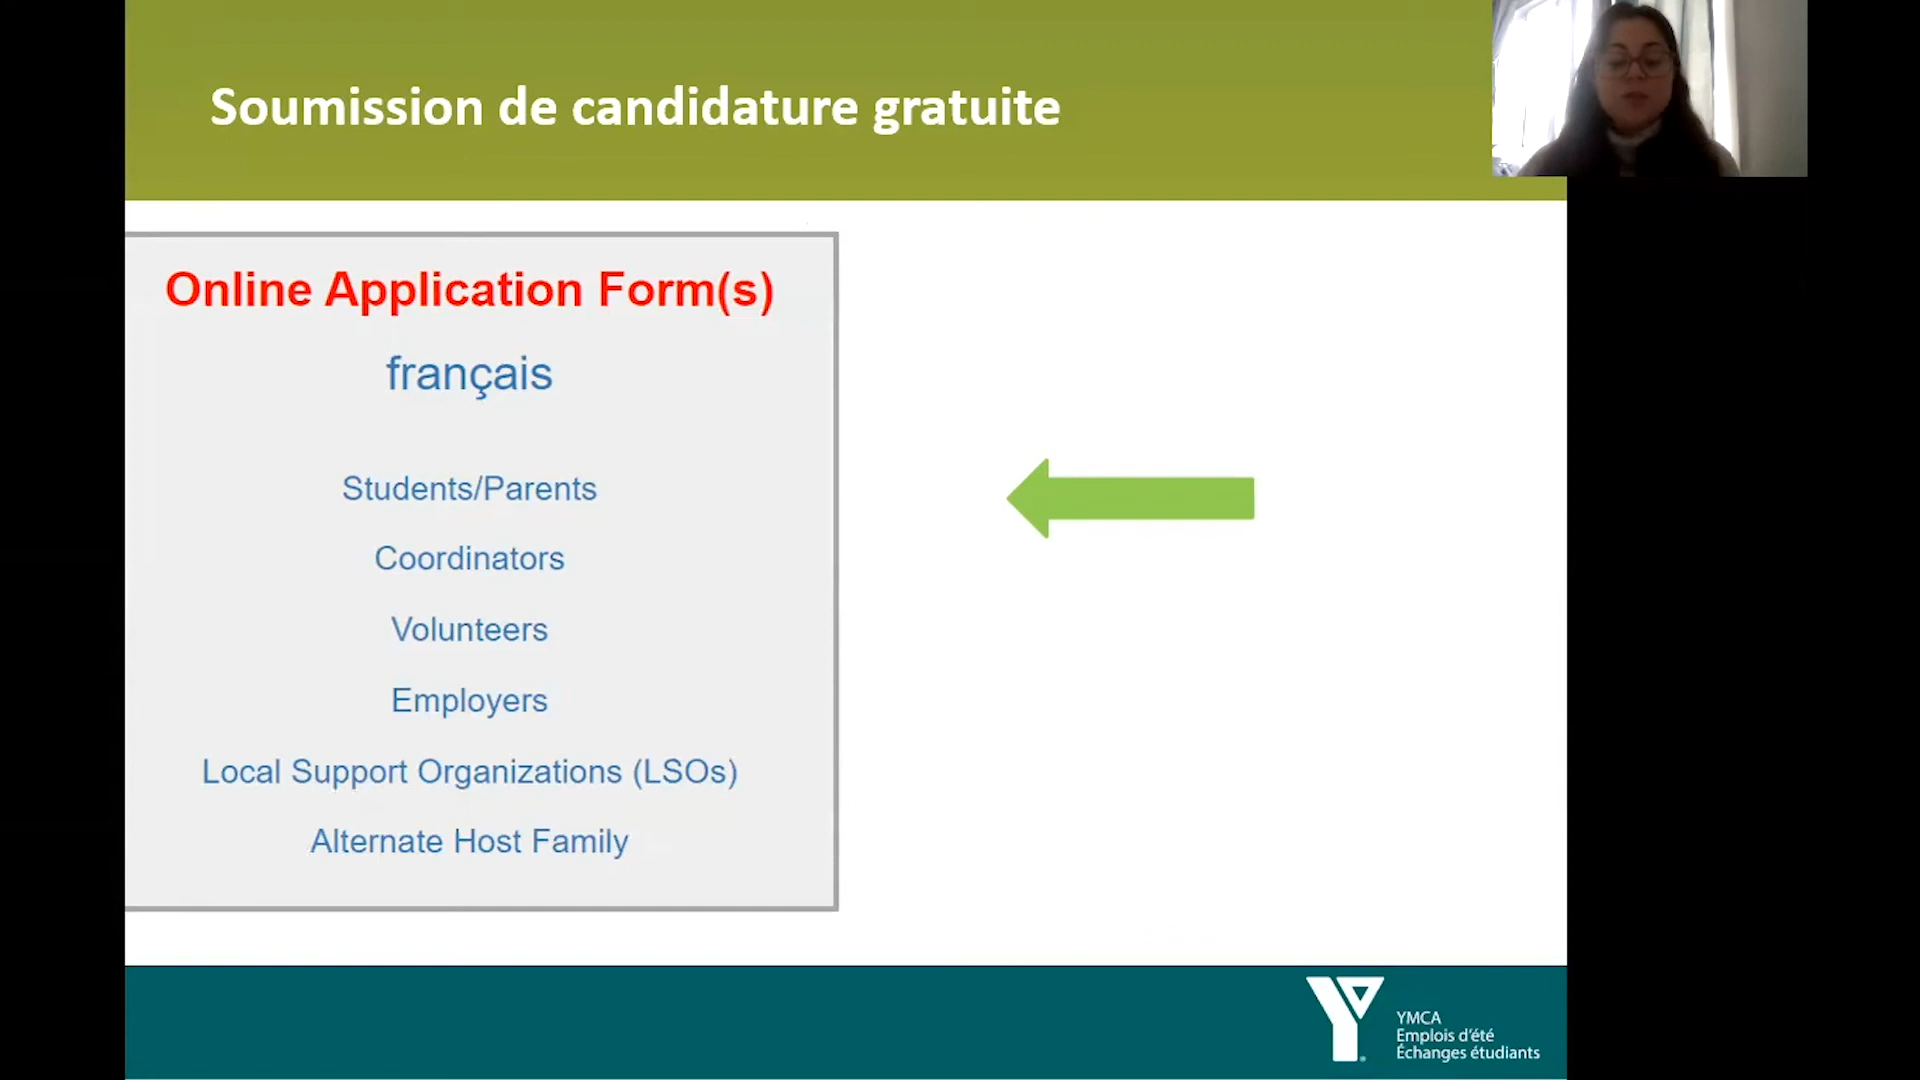 Soumission de candidature gratuite
Online Application Form(s)
français
Students/Parents
Coordinators
Volunteers
Employers
Local Support Organizations (LSOs)
Alternate Host Family
YMCA
Emplois d'été
Échanges étudiants